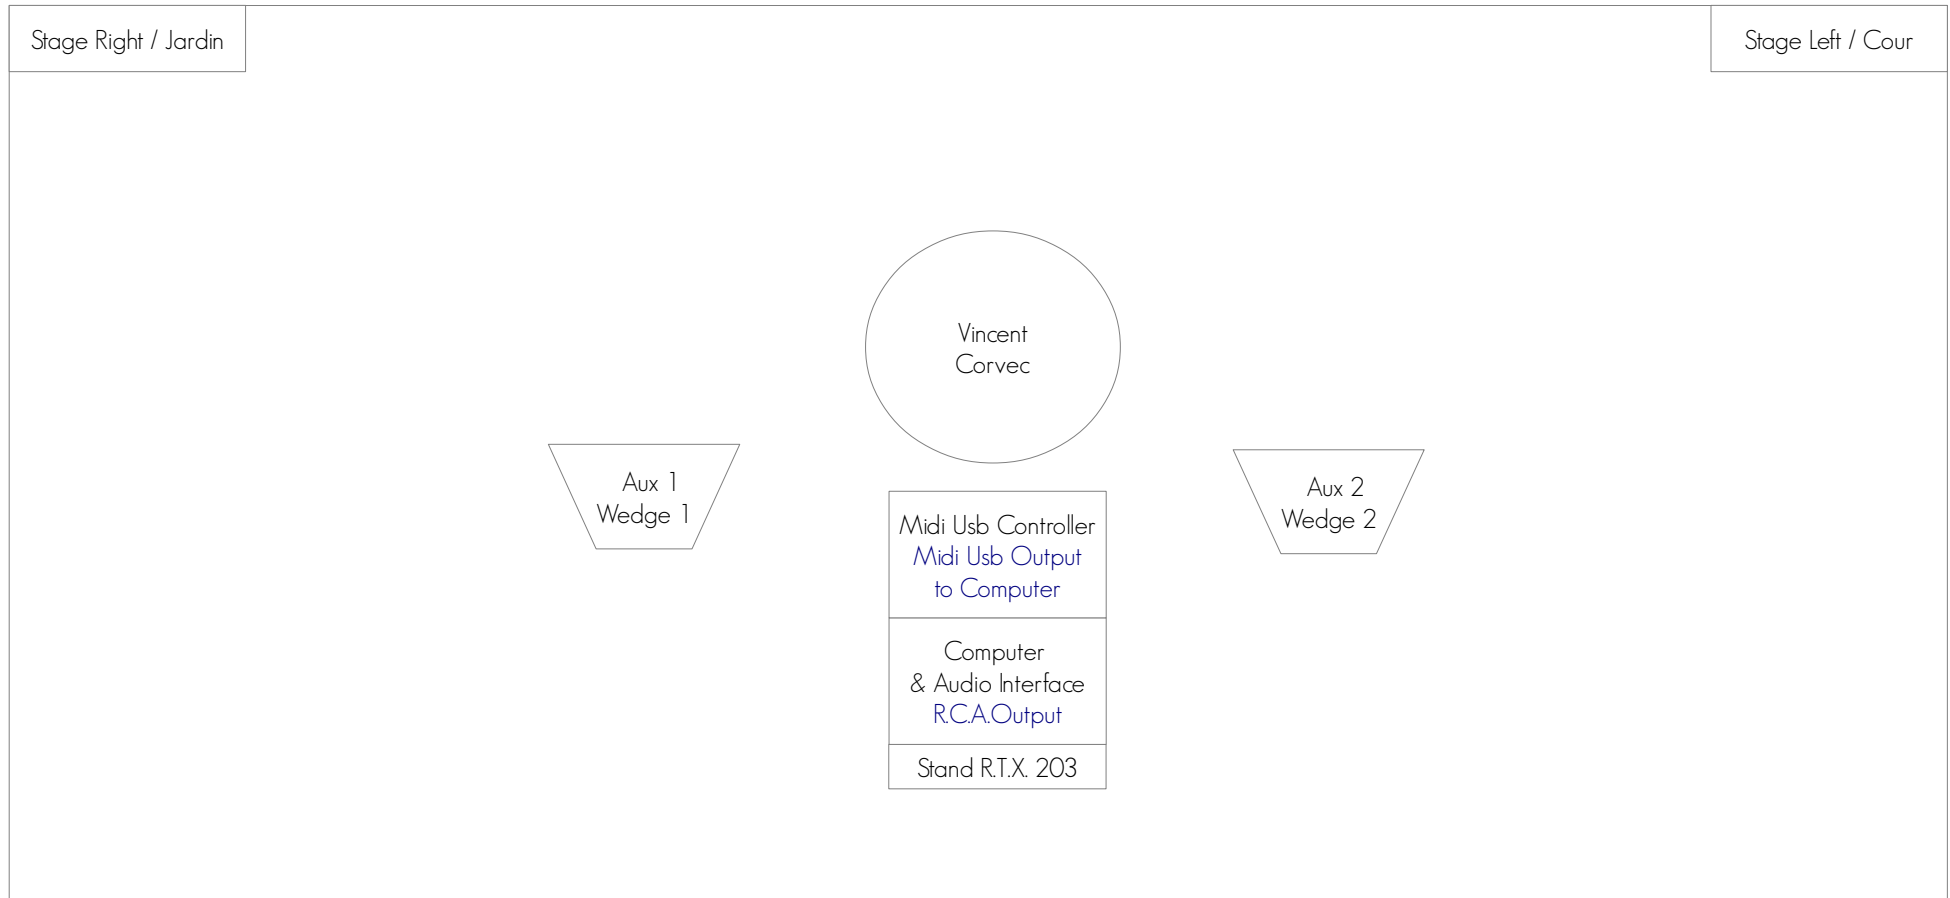 Stage Right / Jardin
Stage Left / Cour
Vincent
Corvec
Aux 1
Wedge 1
Aux 2
Wedge 2
Midi Usb Controller
Midi Usb Output
to Computer
Computer
& Audio Interface
R.C.A.Output
Stand R.T.X. 203